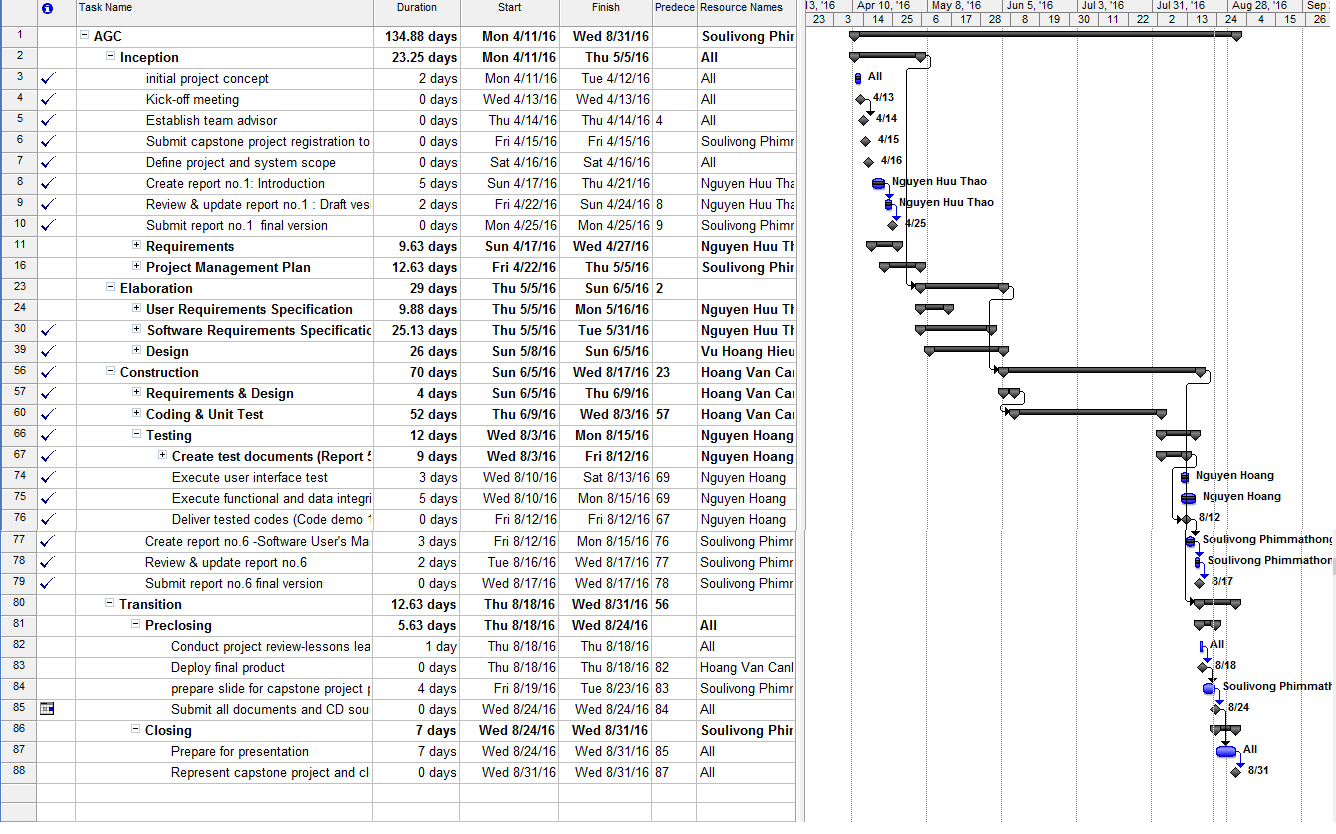 Task Name Duration Start Finish Predece Resource Names
13, '16 Apr 10, '16 May 8, '16 Jun 5, '16 Jul 3, '16 Jul 31, '16 Aug 28, '16 Sep
23 3 14 25 6 17 28 8 19 30 11 22 2 13 24 4 15 26
1 AGC 134.88 days Mon 4/11/16 Wed 8/31/16 Soulivong Phim
2 Inception 23.25 days Mon 4/11/16 Thu 5/5/16 All
3 initial project concept 2 days Mon 4/11/16 Tue 4/12/16 All All
4 Kick-off meeting 0 days Wed 4/13/16 Wed 4/13/16 All 4/13
5 Establish team advisor 0 days Thu 4/14/16 Thu 4/14/16 4 All 4/14
6 Submit capstone project registration to 0 days Fri 4/15/16 Fri 4/15/16 Soulivong Phimm 4/15
7 Define project and system scope 0 days Sat 4/16/16 Sat 4/16/16 All 4/16
8 Create report no.1: Introduction 5 days Sun 4/17/16 Thu 4/21/16 Nguyen Huu Tha Nguyen Huu Thao
9 Review & update report no.1 : Draft vers 2 days Fri 4/22/16 Sun 4/24/16 8 Nguyen Huu Tha Nguyen Huu Thao
10 Submit report no.1 final version 0 days Mon 4/25/16 Mon 4/25/16 9 Soulivong Phimm 4/25
11 Requirements 9.63 days Sun 4/17/16 Wed 4/27/16 Nguyen Huu Th
16 Project Management Plan 12.63 days Fri 4/22/16 Thu 5/5/16 Soulivong Phim
23 Elaboration 29 days Thu 5/5/16 Sun 6/5/16 2
24 User Requirements Specification 9.88 days Thu 5/5/16 Mon 5/16/16 Nguyen Huu Th
30 Software Requirements Specificatio 25.13 days Thu 5/5/16 Tue 5/31/16 Nguyen Huu Th
39 Design 26 days Sun 5/8/16 Sun 6/5/16 Vu Hoang Hieu
56 Construction 70 days Sun 6/5/16 Wed 8/17/16 23 Hoang Van Canl
57 Requirements & Design 4 days Sun 6/5/16 Thu 6/9/16 Hoang Van Canl
60 Coding & Unit Test 52 days Thu 6/9/16 Wed 8/3/16 57 Hoang Van Canl
66 Testing 12 days Wed 8/3/16 Mon 8/15/16 Nguyen Hoang
67 Create test documents (Report 5 9 days Wed 8/3/16 Fri 8/12/16 Nguyen Hoang
74 Execute user interface test 3 days Wed 8/10/16 Sat 8/13/16 69 Nguyen Hoang Nguyen Hoang
75 Execute functional and data integri 5 days Wed 8/10/16 Mon 8/15/16 69 Nguyen Hoang Nguyen Hoang
76 Deliver tested codes (Code demo 1 0 days Fri 8/12/16 Fri 8/12/16 67 Nguyen Hoang 8/12
77 Create report no.6 -Software User's Ma 3 days Fri 8/12/16 Mon 8/15/16 76 Soulivong Phimm Soulivong Phimmathong
78 Review & update report no.6 2 days Tue 8/16/16 Wed 8/17/16 77 Soulivong Phimm Soulivong Phimmathon
79 Submit report no.6 final version 0 days Wed 8/17/16 Wed 8/17/16 78 Soulivong Phimm 8/17
80 Transition 12.63 days Thu 8/18/16 Wed 8/31/16 56
81 Preclosing 5.63 days Thu 8/18/16 Wed 8/24/16 All
82 Conduct project review-lessons lea 1 day Thu 8/18/16 Thu 8/18/16 All All
83 Deploy final product 0 days Thu 8/18/16 Thu 8/18/16 82 Hoang Van Canl 8/18
84 prepare slide for capstone project p 4 days Fri 8/19/16 Tue 8/23/16 83 Soulivong Phimm Soulivong Phimmath
85 Submit all documents and CD sou 0 days Wed 8/24/16 Wed 8/24/16 84 All 8/24
86 Closing 7 days Wed 8/24/16 Wed 8/31/16 Soulivong Phim
87 Prepare for presentation 7 days Wed 8/24/16 Wed 8/31/16 85 All All
88 Represent capstone project and cl 0 days Wed 8/31/16 Wed 8/31/16 87 All 8/31